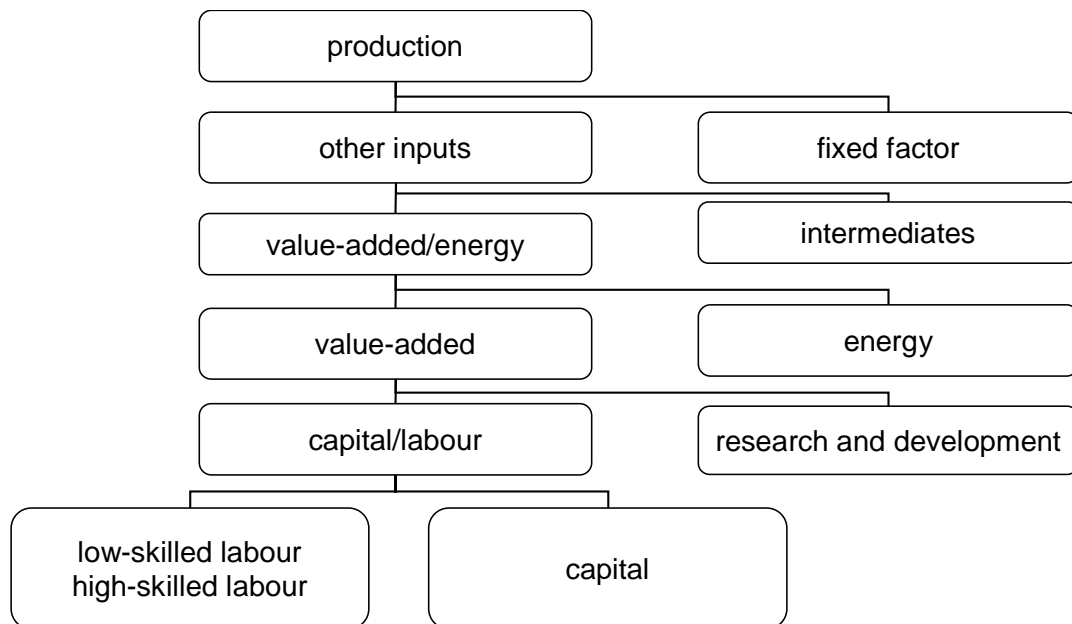 production
other inputs
fixed factor
value-added/energy
intermediates
value-added
energy
capital/labour
research and development
low-skilled labour
high-skilled labour
capital